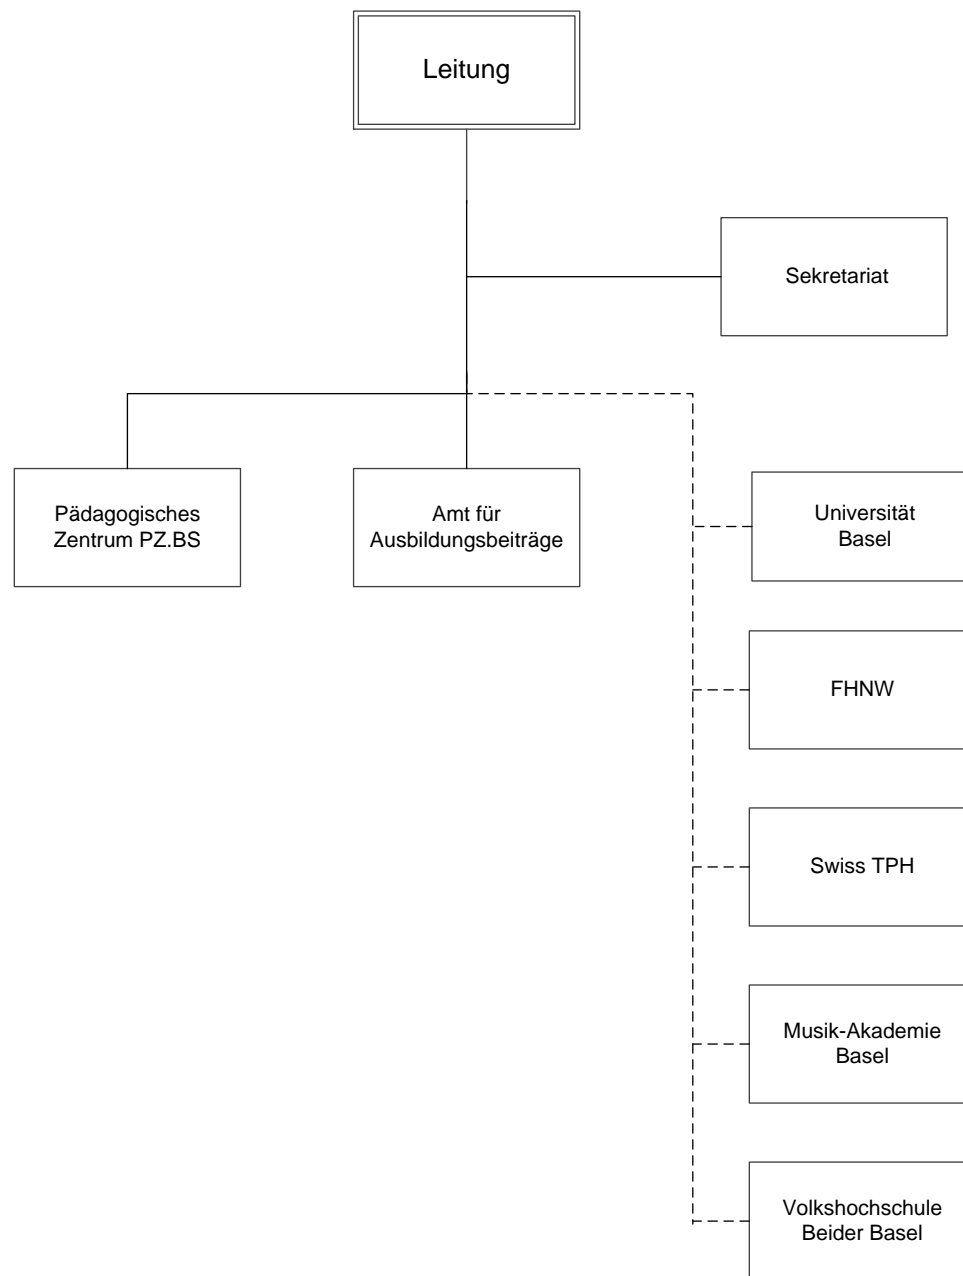 Leitung
Sekretariat
Pädagogisches
Zentrum PZ.BS
Amt für
Ausbildungsbeiträge
Universität
Basel
FHNW
Swiss TPH
Musik-Akademie
Basel
Volkshochschule
Beider Basel